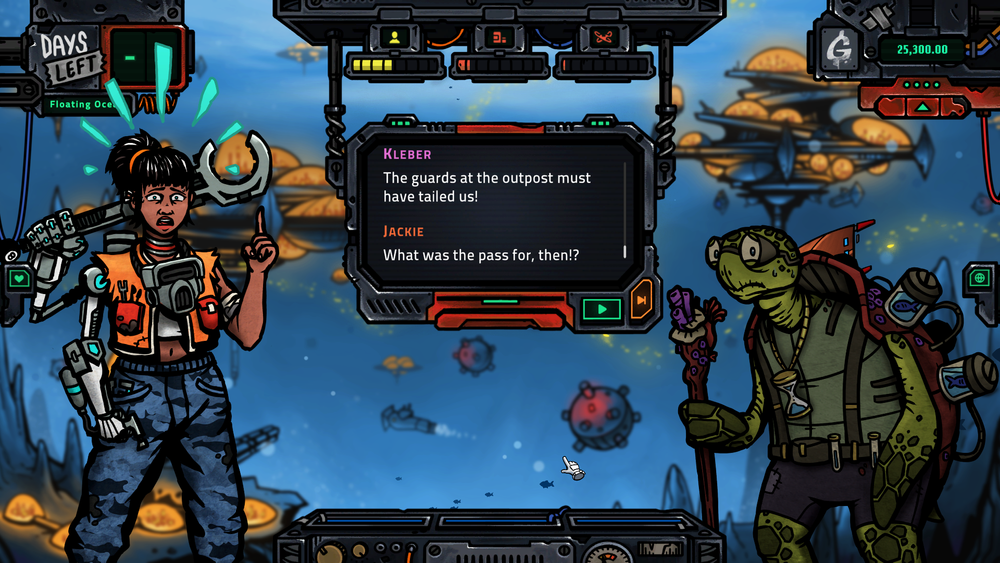 DAYS
LEFT
-
25,300.00
Floating Oce
KLEBER
The guards at the outpost must
have tailed us!
JACKIE
What was the pass for, then!?